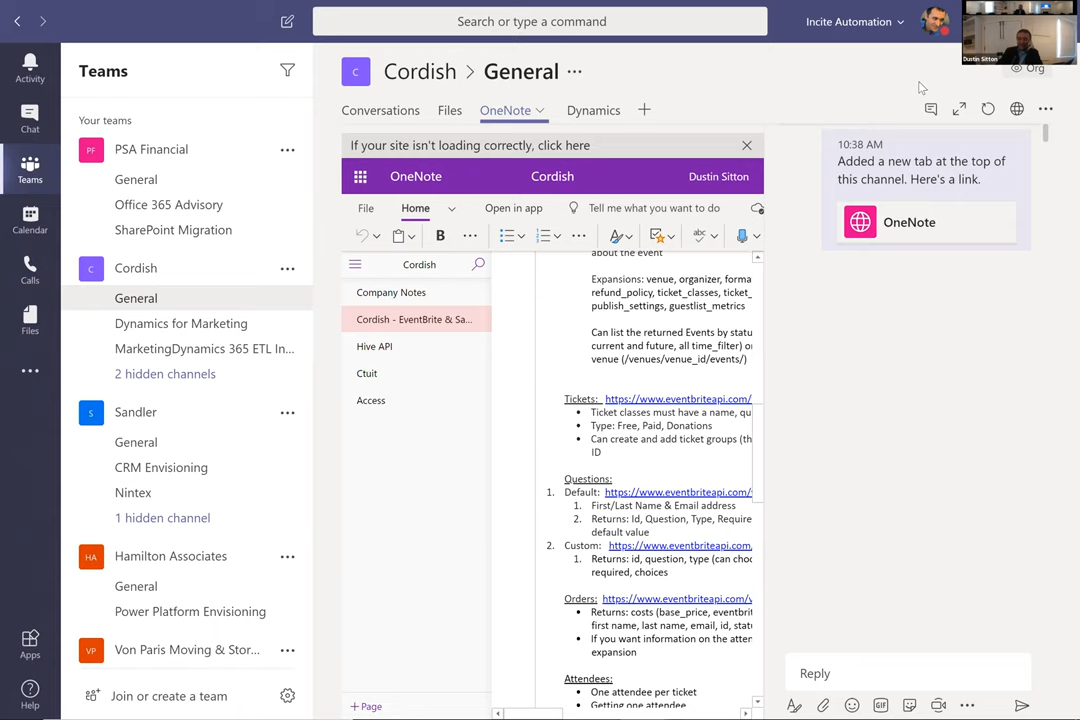 Search or type a command
Incite Automation
Dustin Sitton
Activity
Chat
Teams
Calendar
Calls
Files
Apps
Help
Teams
Your teams
PF
PSA Financial
General
Office 365 Advisory
SharePoint Migration
C
Cordish
General
Dynamics for Marketing
MarketingDynamics 365 ETL In...
2 hidden channels
S
Sandler
General
CRM Envisioning
Nintex
1 hidden channel
HA
Hamilton Associates
General
Power Platform Envisioning
VP
Von Paris Moving & Stor...
Join or create a team
C
Cordish > General
Org
Conversations
Files
OneNote
Dynamics
If your site isn't loading correctly, click here
OneNote
Cordish
Dustin Sitton
File
Home
Open in app
Tell me what you want to do
B
abc
Cordish
Company Notes
Cordish - EventBrite & Sa...
Hive API
Ctuit
Access
+ Page
about the event
Expansions: venue, organizer, forma
refund_policy, ticket_classes, ticket_
publish_settings, guestlist_metrics
Can list the returned Events by statu
current and future, all time_filter) o
venue (/venues/venue_id/events/)
Tickets: https://www.eventbriteapi.com/
• Ticket classes must have a name, qu
• Type: Free, Paid, Donations
• Can create and add ticket groups (th
ID
Questions:
1. Default: https://www.eventbriteapi.com/
1. First/Last Name & Email address
2. Returns: Id, Question, Type, Require
default value
2. Custom: https://www.eventbriteapi.com,
1. Returns: id, question, type (can cho
required, choices
Orders: https://www.eventbriteapi.com/v
• Returns: costs (base_price, eventbrit
first name, last name, email, id, stat
• If you want information on the atten
expansion
Attendees:
• One attendee per ticket
• Getting one attendee
10:38 AM
Added a new tab at the top of
this channel. Here's a link.
OneNote
Reply
GIF